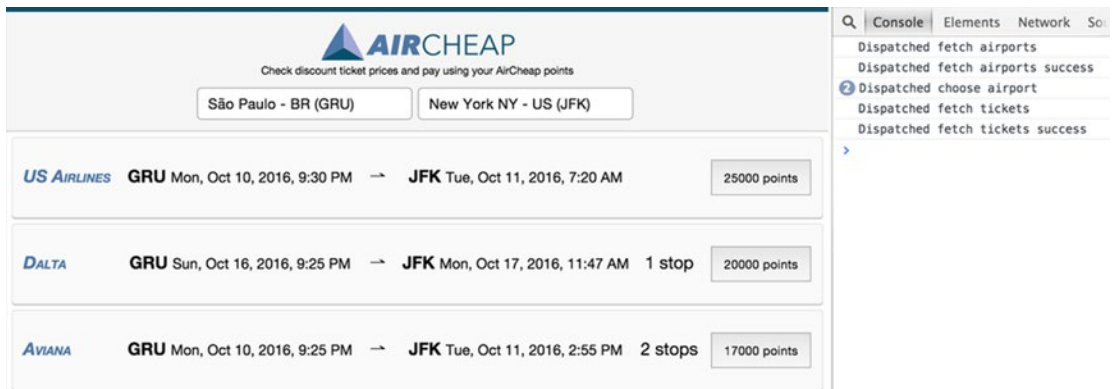 AIRCHEAP
Check discount ticket prices and pay using your AirCheap points
São Paulo - BR (GRU) New York NY - US (JFK)
US AIRLINES GRU Mon, Oct 10, 2016, 9:30 PM → JFK Tue, Oct 11, 2016, 7:20 AM 25000 points
DALTA GRU Sun, Oct 16, 2016, 9:25 PM → JFK Mon, Oct 17, 2016, 11:47 AM 1 stop 20000 points
AVIANA GRU Mon, Oct 10, 2016, 9:25 PM → JFK Tue, Oct 11, 2016, 2:55 PM 2 stops 17000 points
Console Elements Network
Dispatched fetch airports
Dispatched fetch airports success
2 Dispatched choose airport
Dispatched fetch tickets
Dispatched fetch tickets success
>